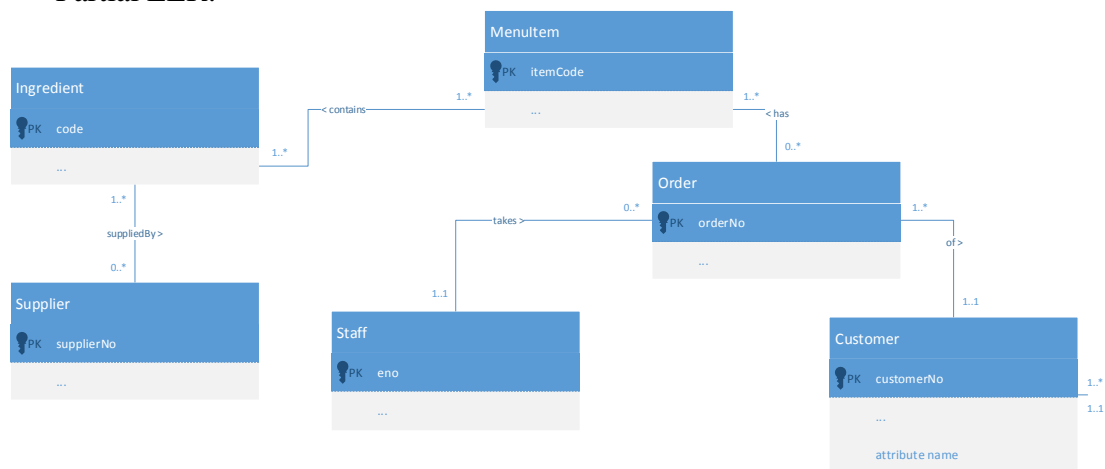 MenuItem
PK itemCode
...
Ingredient
PK code
...
1..*
< contains
1..*
1..*
< has
0..*
Order
PK orderNo
...
1..*
suppliedBy >
0..*
0..*
takes >
1..1
1..*
of >
1..1
Supplier
PK supplierNo
...
Staff
PK eno
...
Customer
PK customerNo
...
attribute name
1..*
1..1